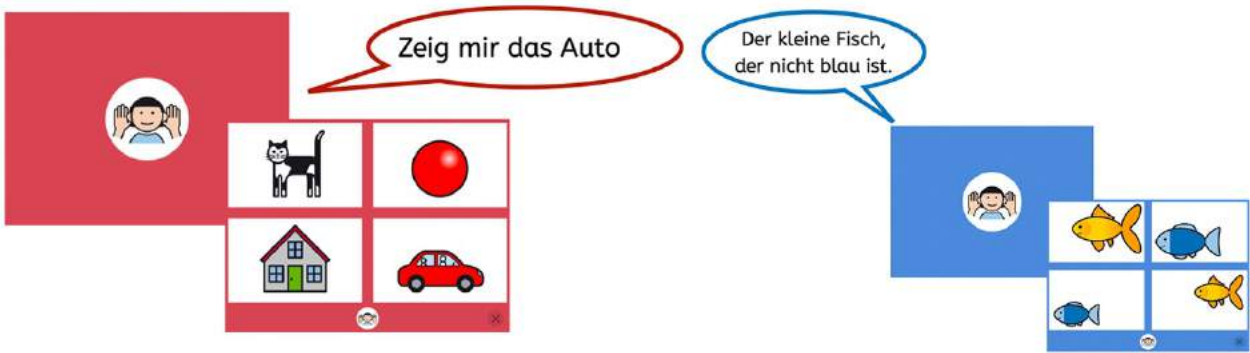 Zeig mir das Auto
Der kleine Fisch,
der nicht blau ist.